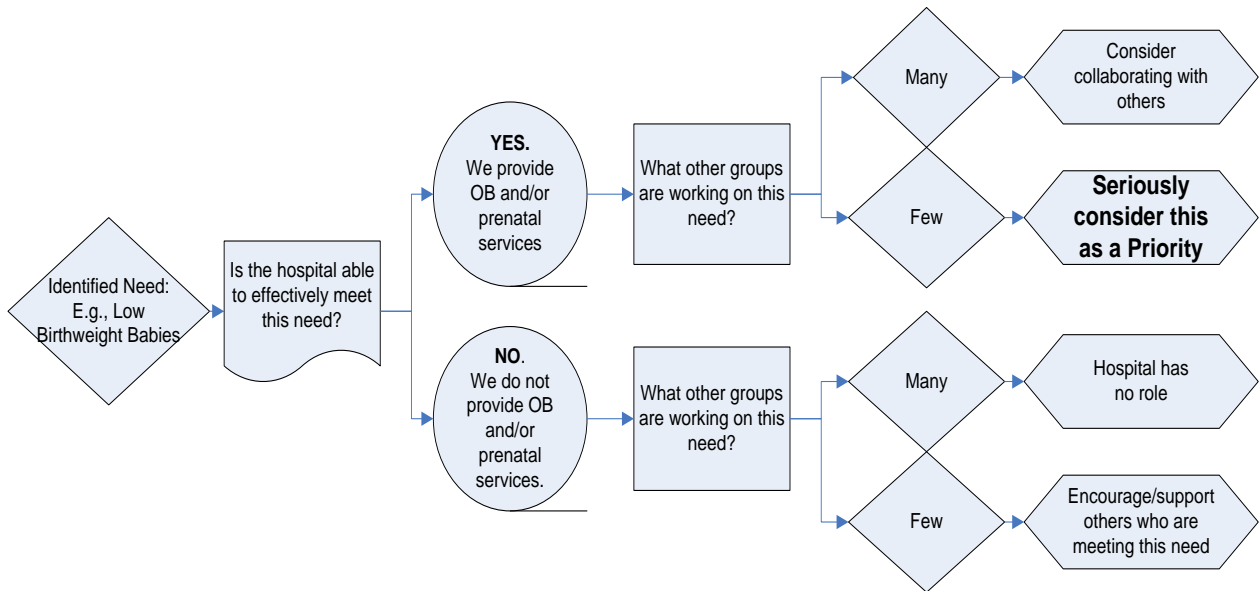 Identified Need:
E.g., Low
Birthweight Babies
Is the hospital able
to effectively meet
this need?
YES.
We provide
OB and/or
prenatal
services
What other groups
are working on this
need?
Many
Consider
collaborating with
others
Few
Seriously
consider this
as a Priority
NO.
We do not
provide OB
and/or
prenatal
services.
What other groups
are working on this
need?
Many
Hospital has
no role
Few
Encourage/support
others who are
meeting this need